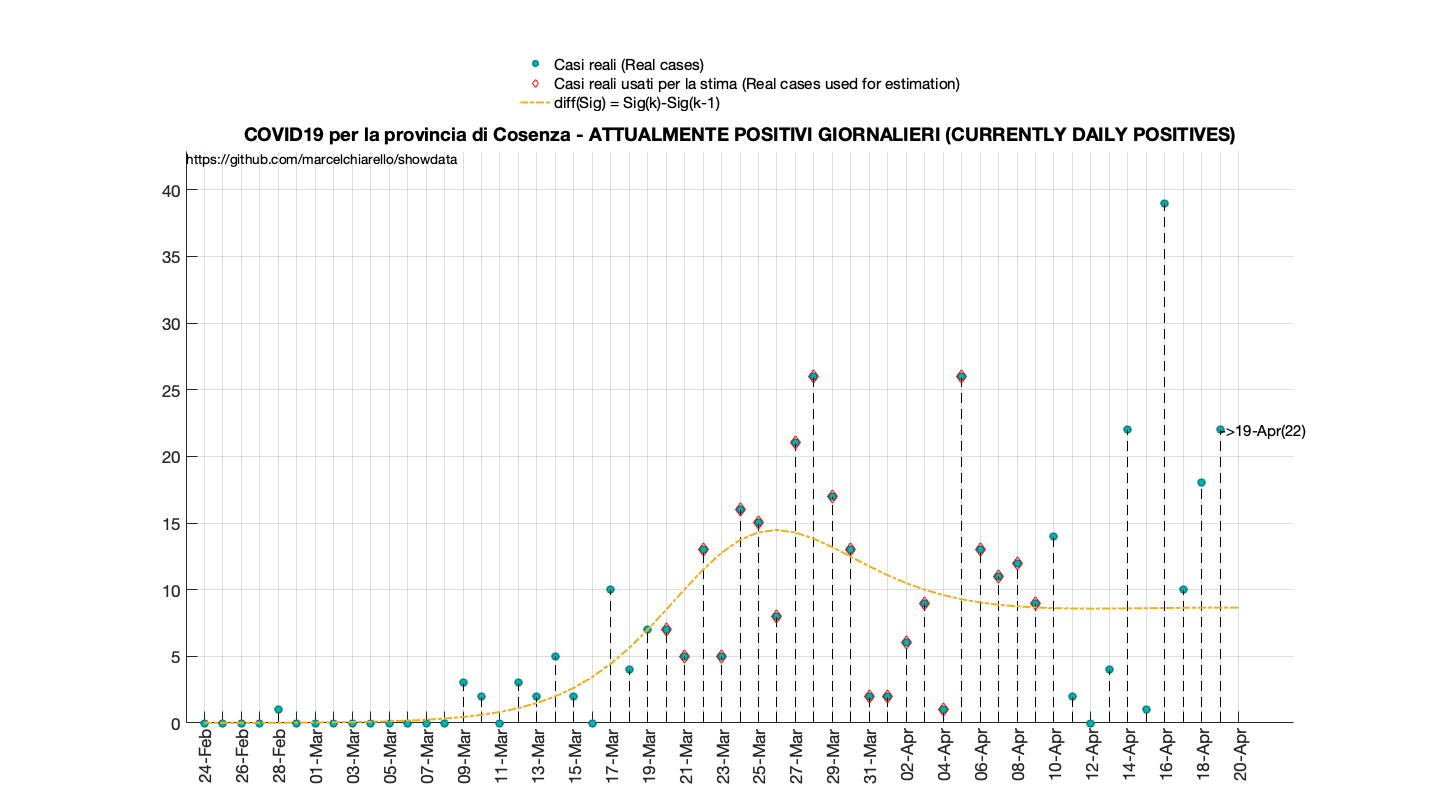 Casi reali (Real cases)
Casi reali usati per la stima (Real cases used for estimation)
diff(Sig) = Sig(k)-Sig(k-1)
COVID19 per la provincia di Cosenza - ATTUALMENTE POSITIVI GIORNALIERI (CURRENTLY DAILY POSITIVES)
https://github.com/marcelchiarello/showdata
40
35
30
25
20
15
10
5
0
->19-Apr(22)
24-Feb
26-Feb
28-Feb
01-Mar
03-Mar
05-Mar
07-Mar
09-Mar
11-Mar
13-Mar
15-Mar
17-Mar
19-Mar
21-Mar
23-Mar
25-Mar
27-Mar
29-Mar
31-Mar
02-Apr
04-Apr
06-Apr
08-Apr
10-Apr
12-Apr
14-Apr
16-Apr
18-Apr
20-Apr